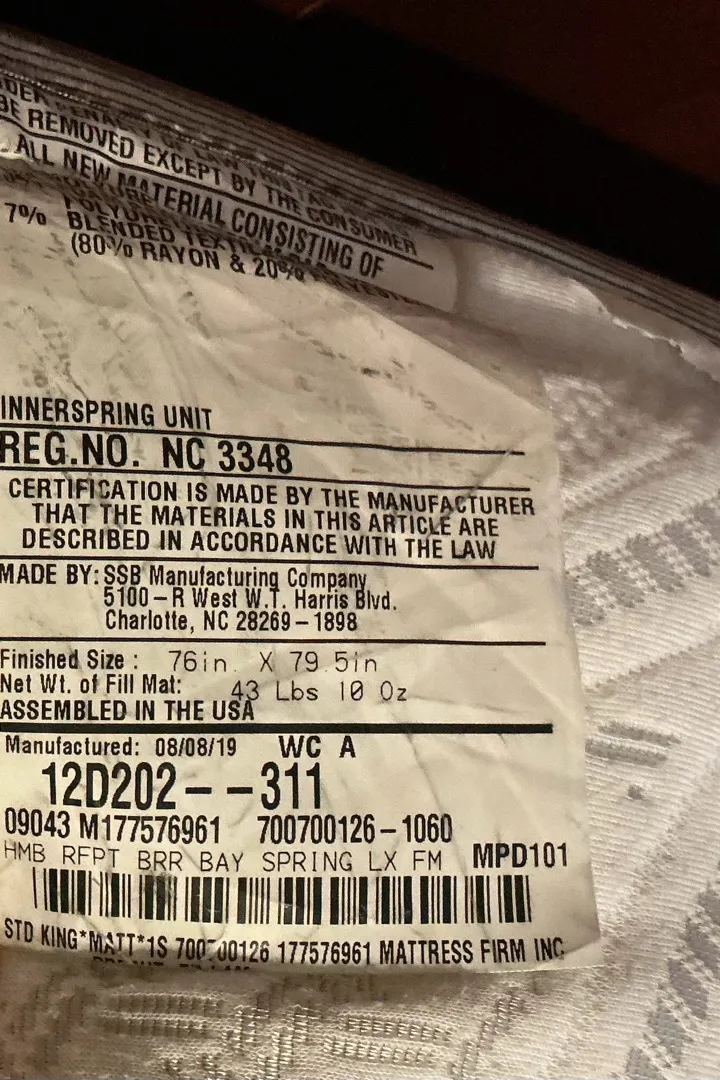 BE REMOVED EXCEPT BY THE CONSUMER
ALL NEW MATERIAL CONSISTING OF
7% BLENDED
(80% RAYON & 20%
INNERSPRING UNIT
REG.NO. NC 3348
CERTIFICATION IS MADE BY THE MANUFACTURER
THAT THE MATERIALS IN THIS ARTICLE ARE
DESCRIBED IN ACCORDANCE WITH THE LAW
MADE BY: SSB Manufacturing Company
5100-R West W.T. Harris Blvd.
Charlotte, NC 28269-1898
Finished Size : 76in X 79.5in
Net Wt. of Fill Mat: 43 Lbs 10 Oz
ASSEMBLED IN THE USA
Manufactured: 08/08/19 WC A
12D202--311
09043 M177576961 700700126-1060
HMB RFPT BRR BAY SPRING LX FM MPD101
STD KING*MATT*1S 700700126 177576961 MATTRESS FIRM INC